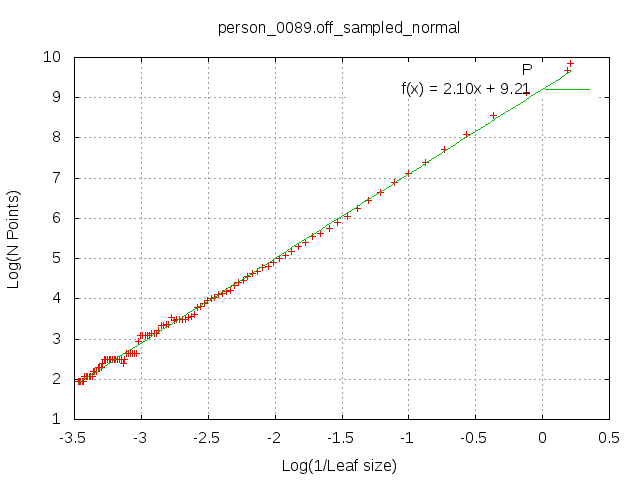 person_0089.off_sampled_normal
10
9
8
7
6
5
4
3
2
1
Log(N Points)
P
f(x) = 2.10x + 9.21
-3.5 -3 -2.5 -2 -1.5 -1 -0.5 0 0.5
Log(1/Leaf size)